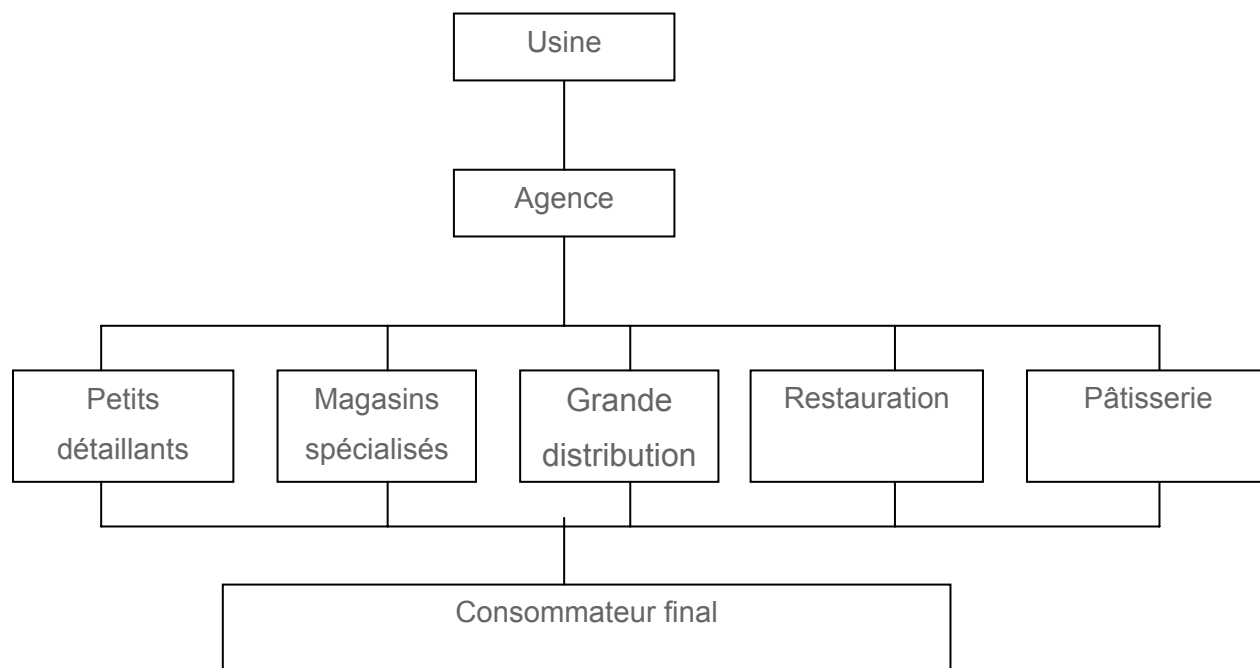 Usine
Agence
Petits
détaillants
Magasins
spécialisés
Grande
distribution
Restauration
Pâtisserie
Consommateur final